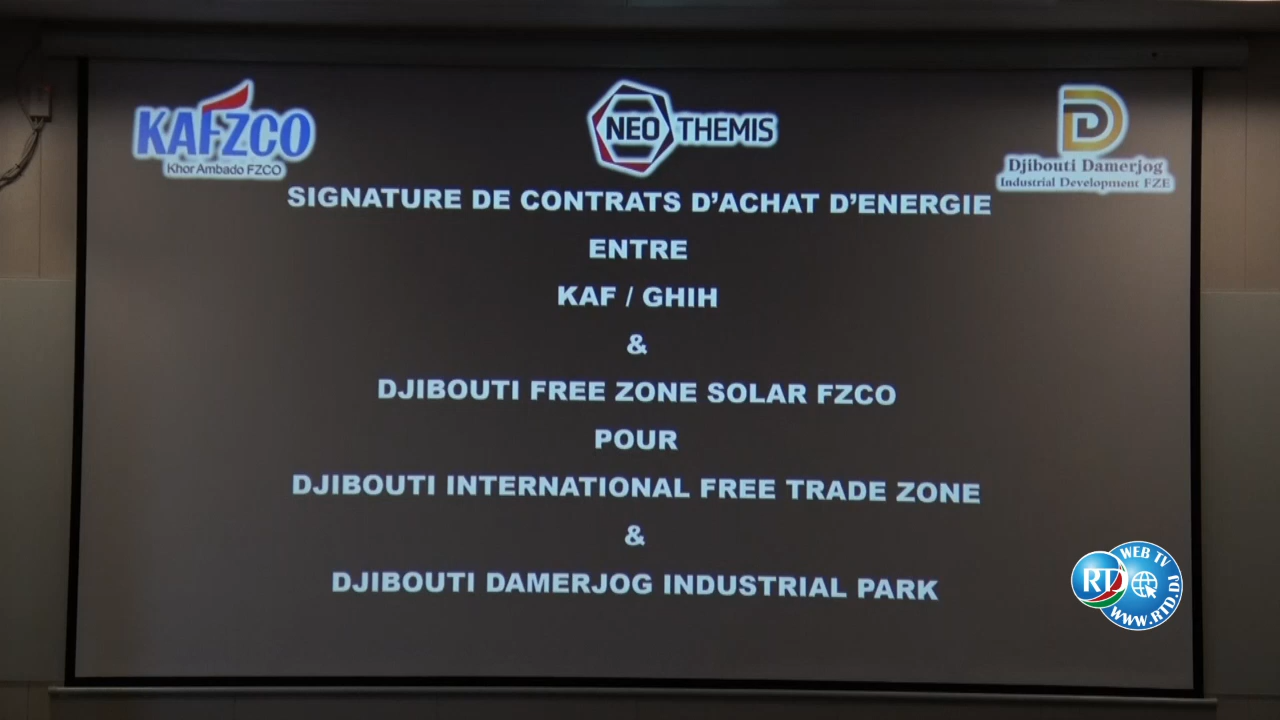 KAFZCO
Khor Ambado FZCO
NEO THEMIS
D
Djibouti Damerjog
Industrial Development FZE
SIGNATURE DE CONTRATS D’ACHAT D’ENERGIE
ENTRE
KAF / GHIH
&
DJIBOUTI FREE ZONE SOLAR FZCO
POUR
DJIBOUTI INTERNATIONAL FREE TRADE ZONE
&
DJIBOUTI DAMERJOG INDUSTRIAL PARK
RTD
WEB TV
WWW.RTD.DJ